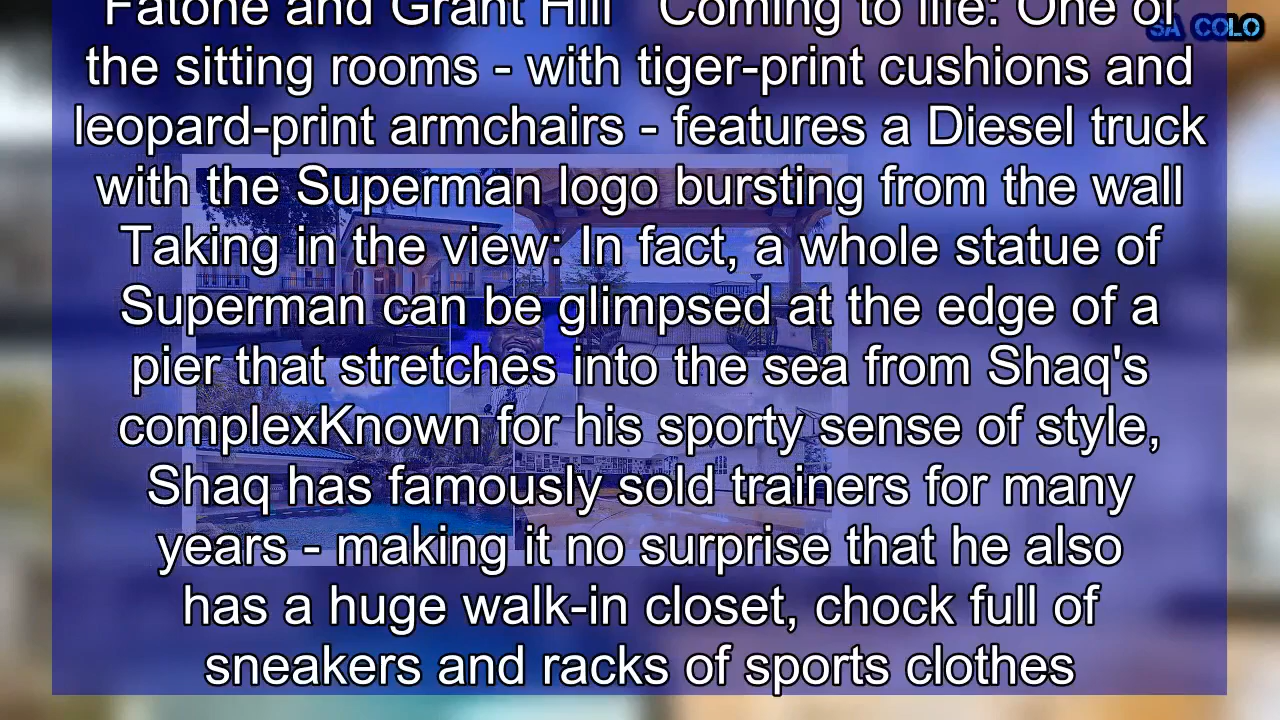 Fatone and Grant Hill Coming to life: One of
SA COLO
the sitting rooms - with tiger-print cushions and
leopard-print armchairs - features a Diesel truck
with the Superman logo bursting from the wall
Taking in the view: In fact, a whole statue of
Superman can be glimpsed at the edge of a
pier that stretches into the sea from Shaq's
complexKnown for his sporty sense of style,
Shaq has famously sold trainers for many
years - making it no surprise that he also
has a huge walk-in closet, chock full of
sneakers and racks of sports clothes